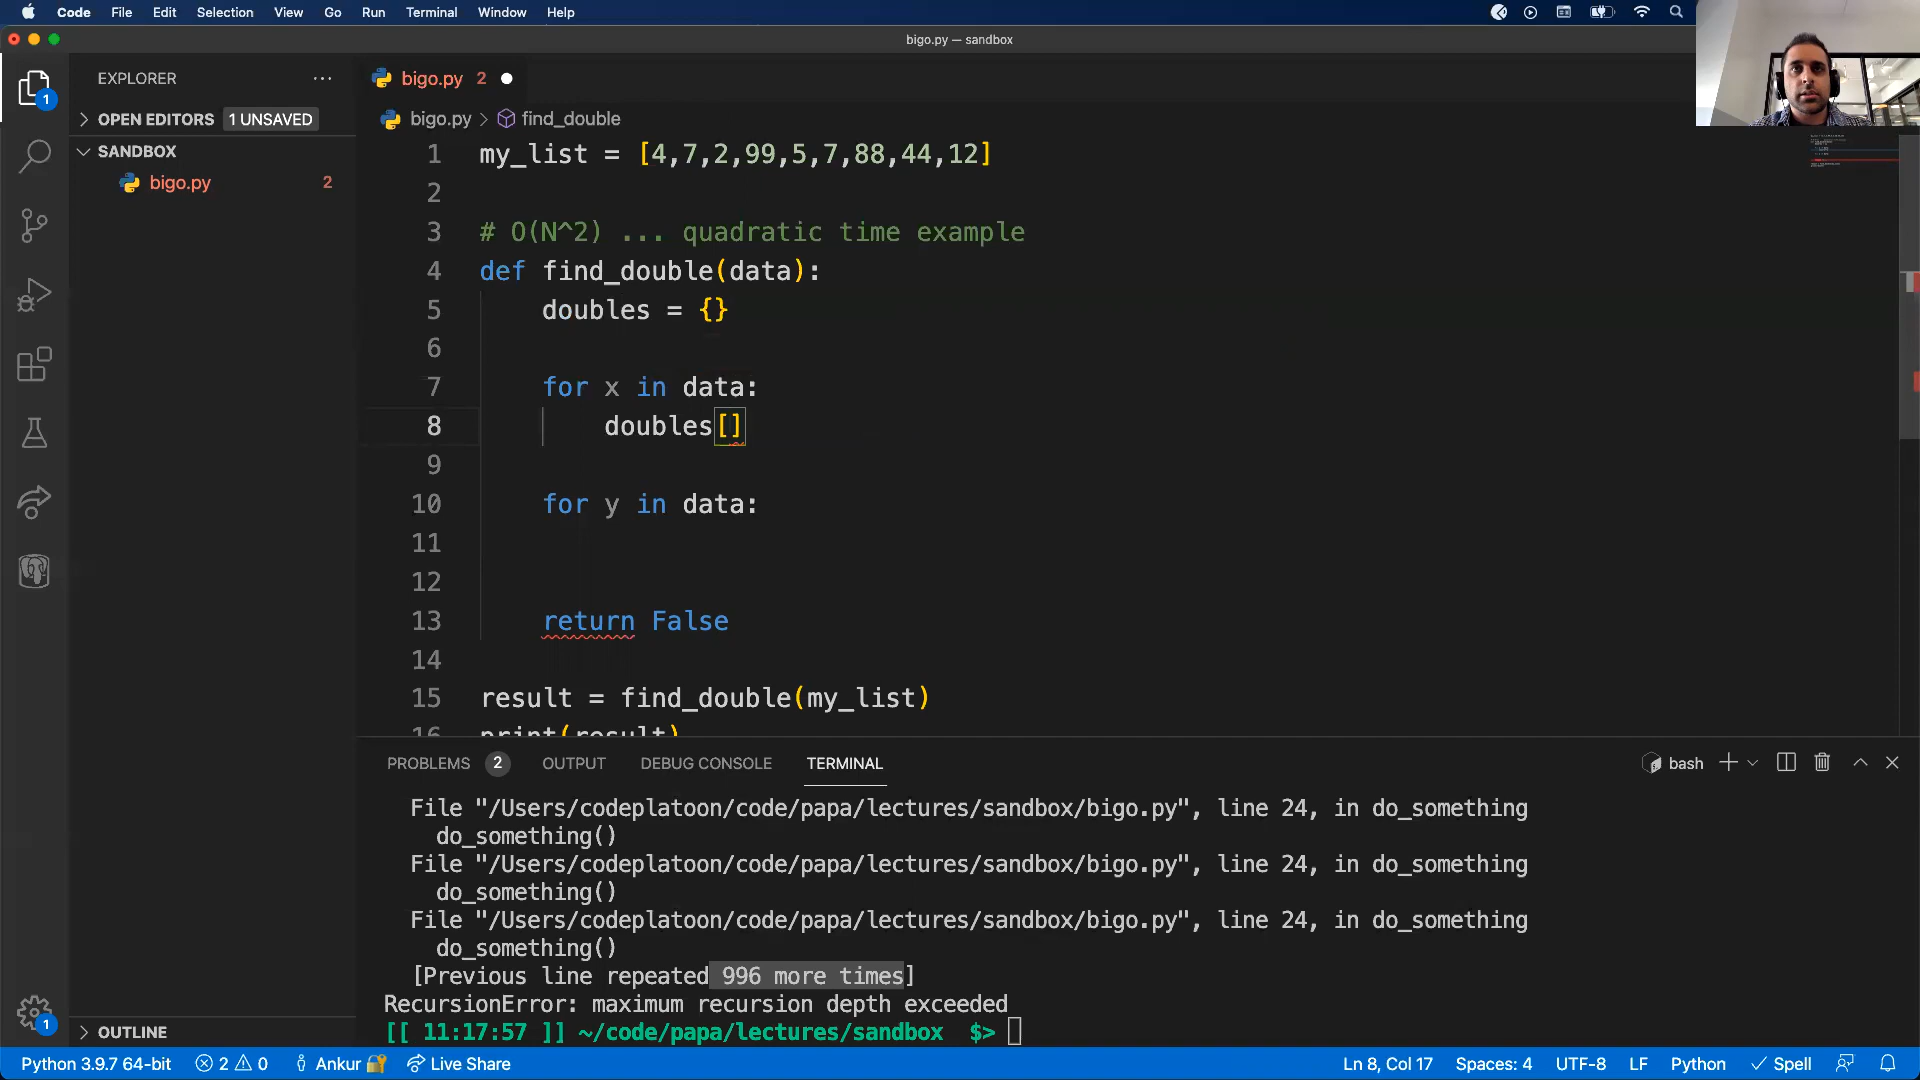 Code File Edit Selection View Go Run Terminal Window Help
bigo.py — sandbox
EXPLORER
bigo.py 2
1
OPEN EDITORS 1 UNSAVED
bigo.py > find_double
SANDBOX
bigo.py 2
1 my_list = [4,7,2,99,5,7,88,44,12]
2
3 # O(N^2) ... quadratic time example
4 def find_double(data):
5 doubles = {}
6
7 for x in data:
8 doubles[]
9
10 for y in data:
11
12
13 return False
14
15 result = find_double(my_list)
16 print(result)
PROBLEMS 2 OUTPUT DEBUG CONSOLE TERMINAL bash
File "/Users/codeplatoon/code/papa/lectures/sandbox/bigo.py", line 24, in do_something
do_something()
File "/Users/codeplatoon/code/papa/lectures/sandbox/bigo.py", line 24, in do_something
do_something()
File "/Users/codeplatoon/code/papa/lectures/sandbox/bigo.py", line 24, in do_something
do_something()
[Previous line repeated 996 more times]
RecursionError: maximum recursion depth exceeded
[[ 11:17:57 ]] ~/code/papa/lectures/sandbox $>
1
OUTLINE
Python 3.9.7 64-bit 2 0 Ankur Live Share Ln 8, Col 17 Spaces: 4 UTF-8 LF Python Spell